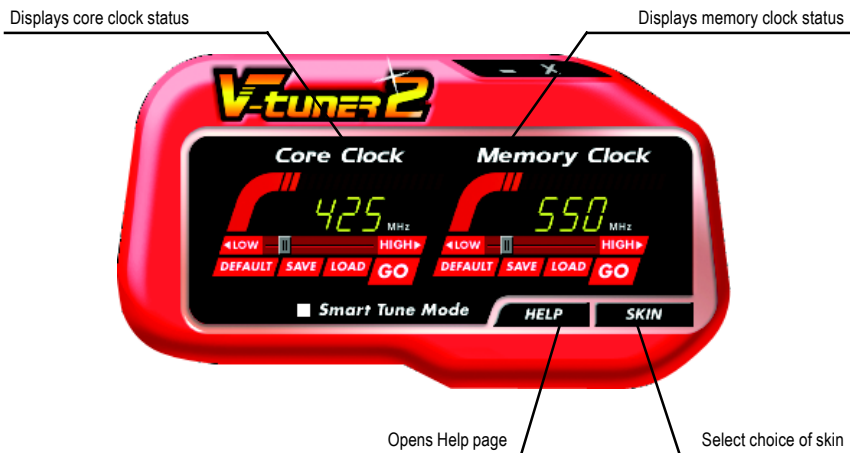 Displays core clock status
Displays memory clock status
V-tuner2
Core Clock
Memory Clock
425 MHz
550 MHz
LOW HIGH
LOW HIGH
DEFAULT SAVE LOAD GO
DEFAULT SAVE LOAD GO
Smart Tune Mode
HELP
SKIN
Opens Help page
Select choice of skin